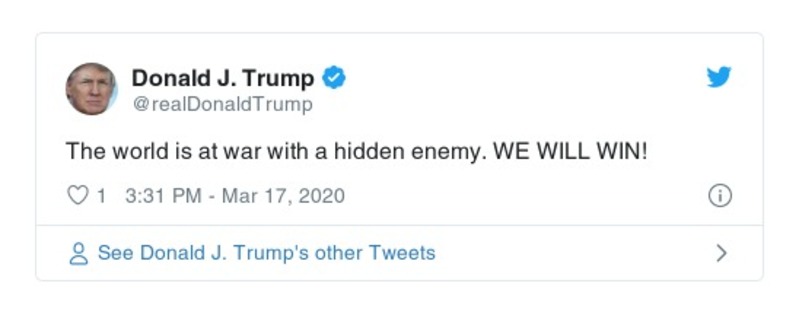 Donald J. Trump
@realDonaldTrump
The world is at war with a hidden enemy. WE WILL WIN!
1 3:31 PM - Mar 17, 2020
See Donald J. Trump's other Tweets